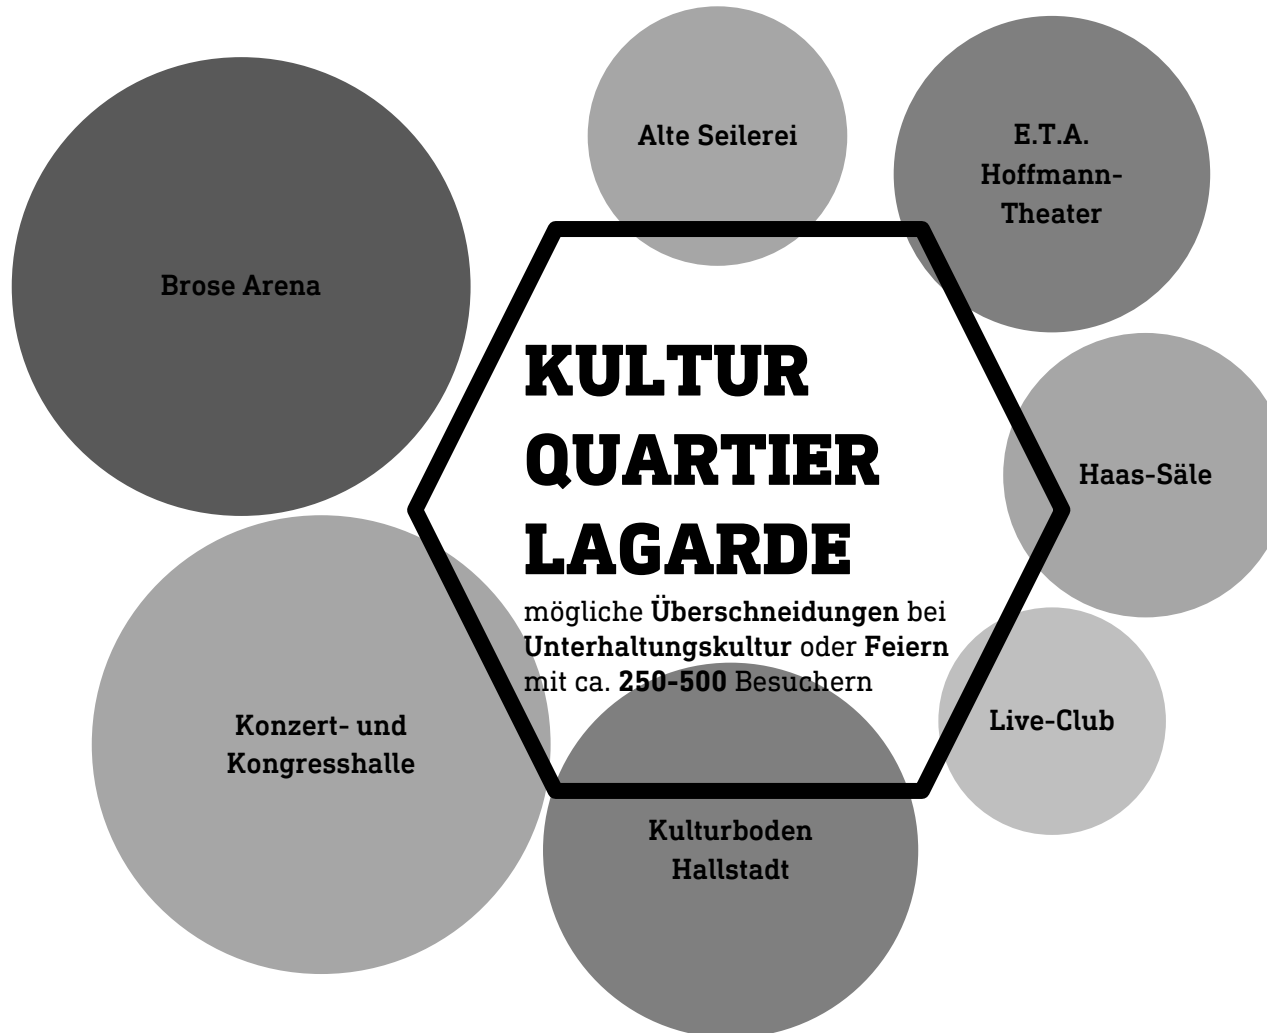 Alte Seilerei
E.T.A.
Hoffmann-
Theater
Brose Arena
KULTUR
QUARTIER
LAGARDE
mögliche Überschneidungen bei
Unterhaltungskultur oder Feiern
mit ca. 250-500 Besuchern
Haas-Säle
Live-Club
Konzert- und
Kongresshalle
Kulturboden
Hallstadt